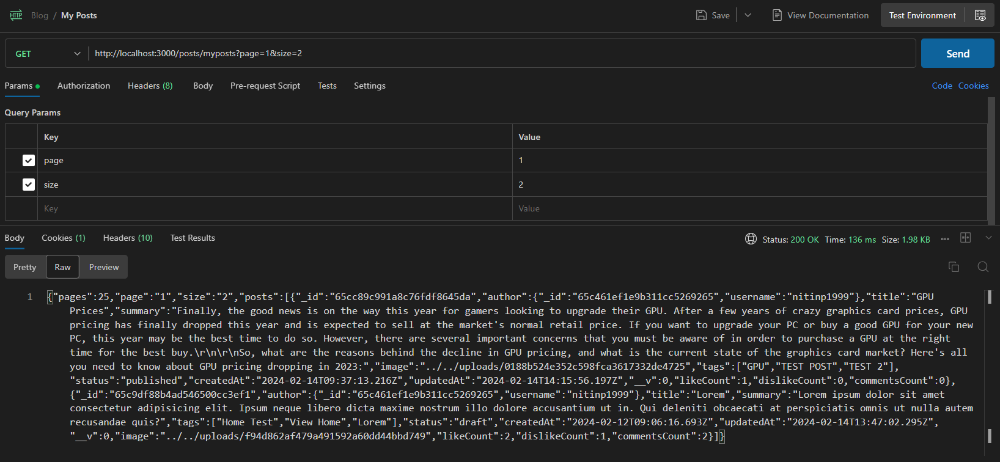 HTTP Blog / My Posts Save View Documentation Test Environment
GET http://localhost:3000/posts/myposts?page=1&size=2 Send
Params Authorization Headers (8) Body Pre-request Script Tests Settings Code Cookies
Query Params
Key Value
page 1
size 2
Key Value
Body Cookies (1) Headers (10) Test Results Status: 200 OK Time: 136 ms Size: 1.98 KB
Pretty Raw Preview
1 {"pages":25,"page":"1","size":"2","posts":[{"_id":"65cc89c991a8c76fdf8645da","author":{"_id":"65c461ef1e9b311cc5269265","username":"nitinp1999"},"title":"GPU
Prices","summary":"Finally, the good news is on the way this year for gamers looking to upgrade their GPU. After a few years of crazy graphics card prices, GPU
pricing has finally dropped this year and is expected to sell at the market's normal retail price. If you want to upgrade your PC or buy a good GPU for your new
PC, this year may be the best time to do so. However, there are several important concerns that you must be aware of in order to purchase a GPU at the right
time for the best buy.\r\n\r\nSo, what are the reasons behind the decline in GPU pricing, and what is the current state of the graphics card market? Here's all
you need to know about GPU pricing dropping in 2023:","image":"../../uploads/0188b524e352c598fca3617332de4725","tags":["GPU","TEST POST","TEST 2"],
"status":"published","createdAt":"2024-02-14T09:37:13.216Z","updatedAt":"2024-02-14T14:15:56.197Z","__v":0,"likeCount":1,"dislikeCount":0,"commentsCount":0},
{"_id":"65c9df88b4ad546500cc3ef1","author":{"_id":"65c461ef1e9b311cc5269265","username":"nitinp1999"},"title":"Lorem","summary":"Lorem ipsum dolor sit amet
consectetur adipisicing elit. Ipsum neque libero dicta maxime nostrum illo dolore accusantium ut in. Qui deleniti obcaecati at perspiciatis omnis ut nulla autem
recusandae quis?","tags":["Home Test","View Home","Lorem"],"status":"draft","createdAt":"2024-02-12T09:06:16.693Z","updatedAt":"2024-02-14T13:47:02.295Z",
"__v":0,"image":"../../uploads/f94d862af479a491592a60dd44bbd749","likeCount":2,"dislikeCount":1,"commentsCount":2}]}